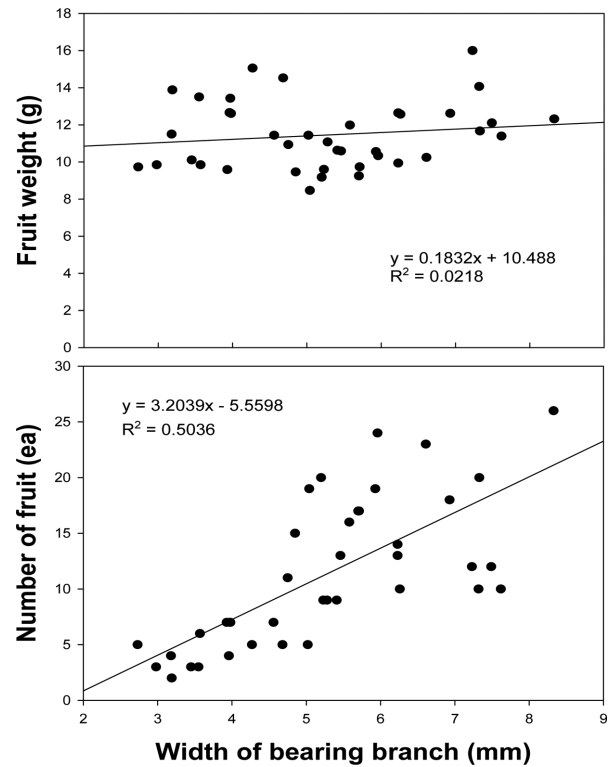 18
16
14
12
10
8
6
4
2
0
Fruit weight (g)
y = 0.1832x + 10.488
R² = 0.0218
30
25
20
15
10
5
0
Number of fruit (ea)
y = 3.2039x - 5.5598
R² = 0.5036
2 3 4 5 6 7 8 9
Width of bearing branch (mm)